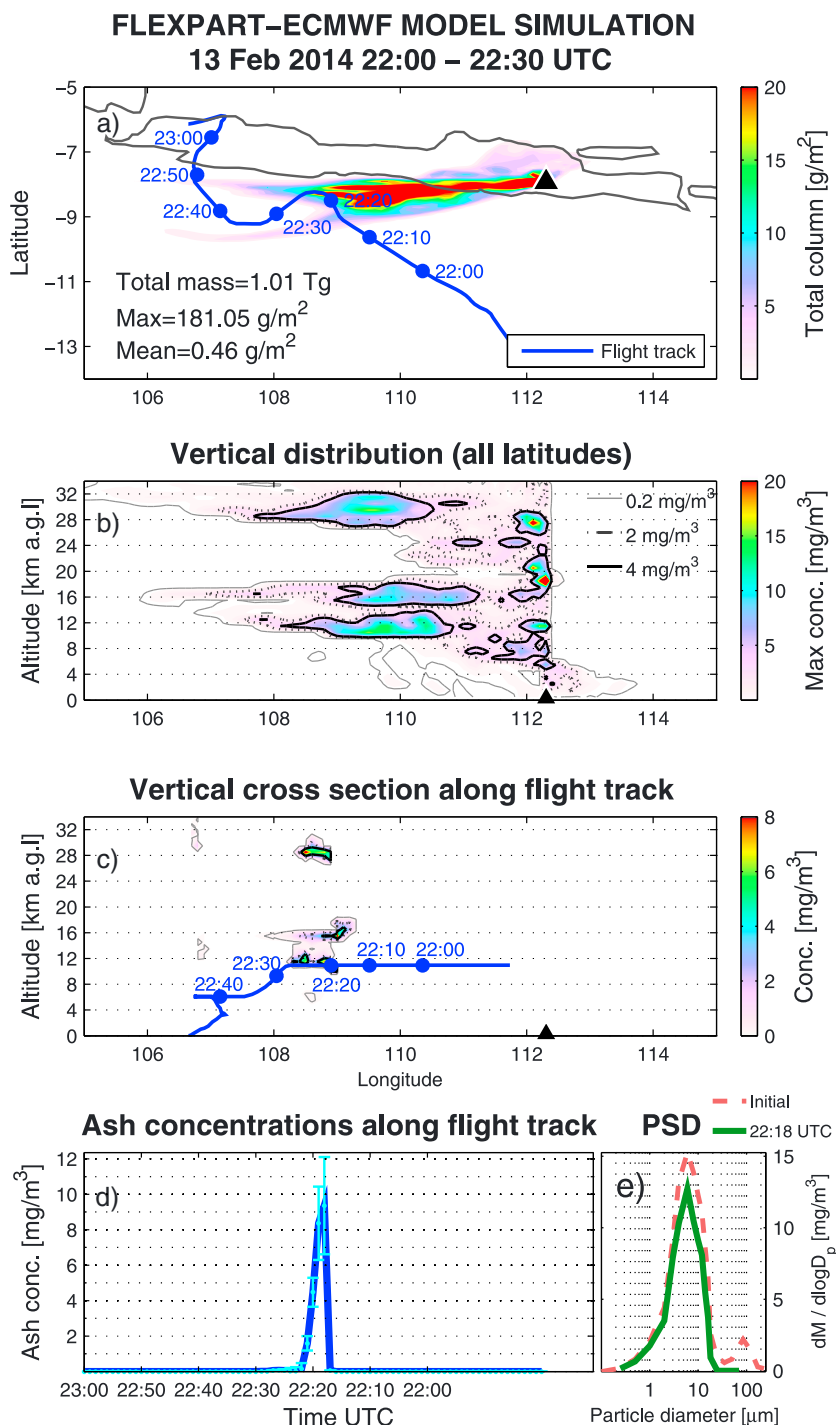 FLEXPART−ECMWF MODEL SIMULATION
13 Feb 2014 22:00 − 22:30 UTC
a)
−5
−7
−9
−11
−13
Latitude
23:00
22:50
22:40
22:30
22:20
22:10
22:00
Total mass=1.01 Tg
Max=181.05 g/m²
Mean=0.46 g/m²
Flight track
106 108 110 112 114
20
15
10
5
Total column [g/m²]
Vertical distribution (all latitudes)
b)
32
28
24
20
16
12
8
4
0
Altitude [km a.g.l]
0.2 mg/m³
2 mg/m³
4 mg/m³
106 108 110 112 114
20
15
10
5
Max conc. [mg/m³]
Vertical cross section along flight track
c)
32
28
24
20
16
12
8
4
0
Altitude [km a.g.l]
22:40
22:30
22:20
22:10
22:00
106 108 110 112 114
Longitude
8
6
4
2
0
Conc. [mg/m³]
Ash concentrations along flight track
d)
12
10
8
6
4
2
Ash conc. [mg/m³]
23:00 22:50 22:40 22:30 22:20 22:10 22:00
Time UTC
PSD
Initial
22:18 UTC
e)
15
10
5
0
dM / dlogDₚ [mg/m³]
1 10 100
Particle diameter [μm]